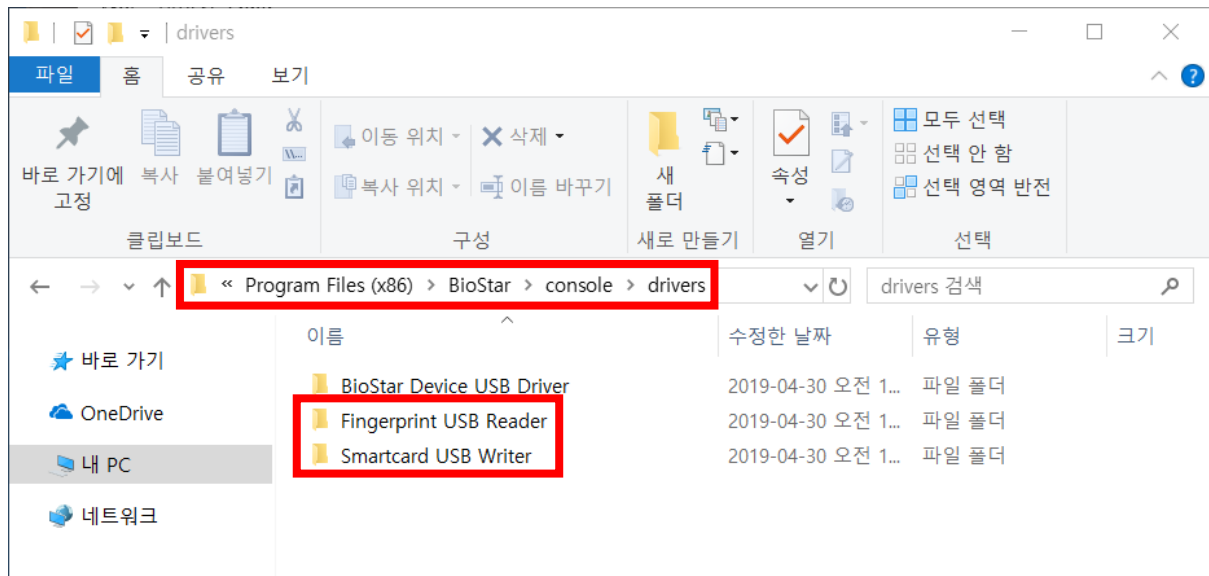 drivers
파일 홈 공유 보기
바로 가기에 고정
복사
붙여넣기
이동 위치
복사 위치
삭제
이름 바꾸기
새 폴더
속성
모두 선택
선택 안 함
선택 영역 반전
클립보드 구성 새로 만들기 열기 선택
« Program Files (x86) > BioStar > console > drivers
drivers 검색
이름 수정한 날짜 유형 크기
바로 가기
OneDrive
내 PC
네트워크
BioStar Device USB Driver 2019-04-30 오전 1... 파일 폴더
Fingerprint USB Reader 2019-04-30 오전 1... 파일 폴더
Smartcard USB Writer 2019-04-30 오전 1... 파일 폴더